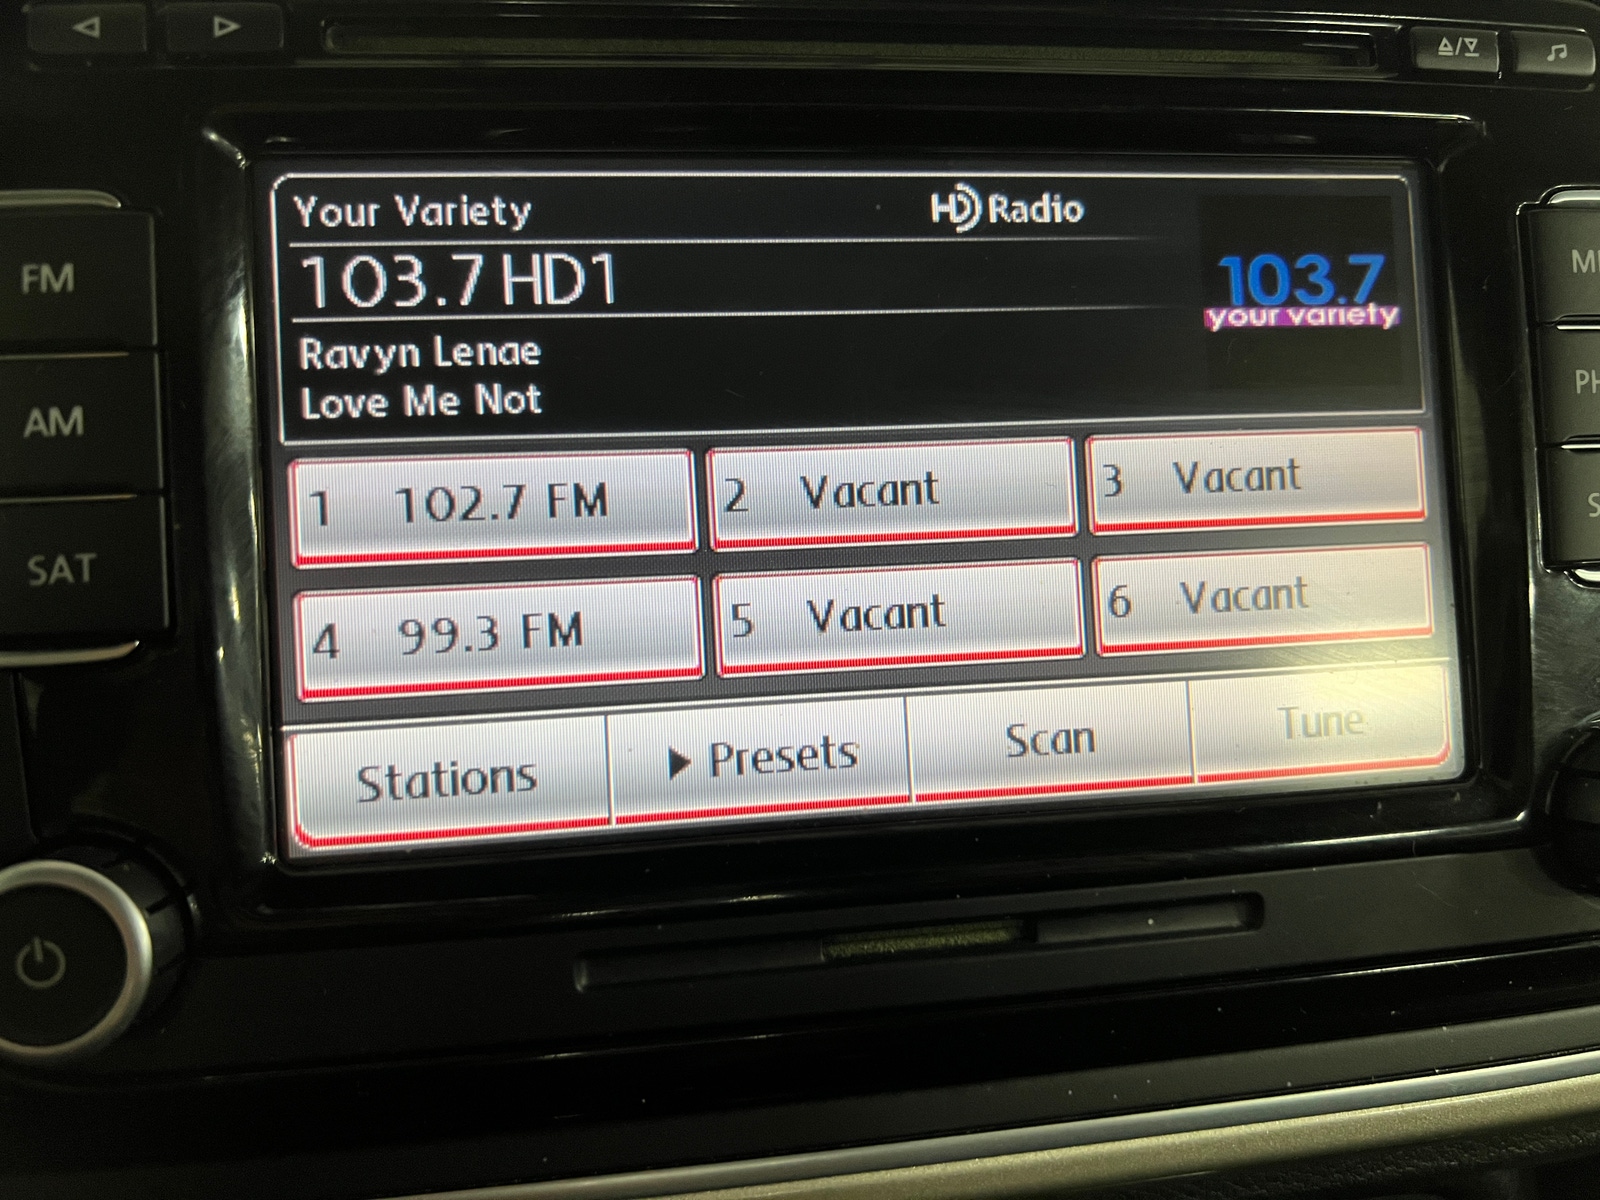 Your Variety
HD Radio
103.7 HD1
103.7
your variety
Ravyn Lenae
Love Me Not
FM
AM
SAT
1 102.7 FM
2 Vacant
3 Vacant
4 99.3 FM
5 Vacant
6 Vacant
Stations
Presets
Scan
Tune